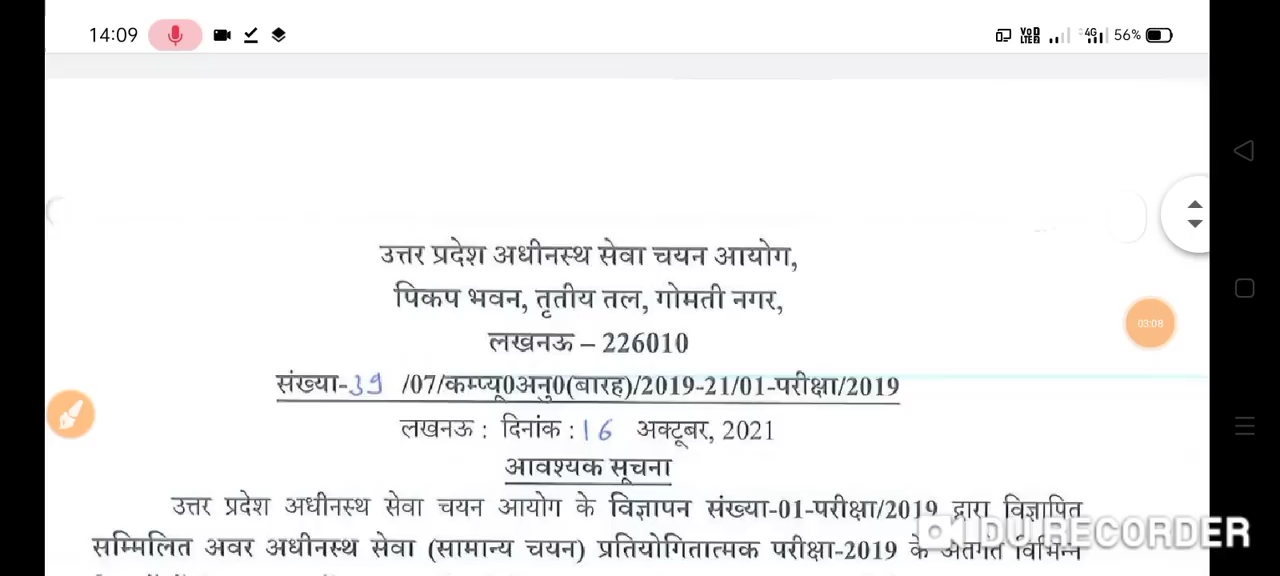 14:09
VoD LTE2 4G 56%
उत्तर प्रदेश अधीनस्थ सेवा चयन आयोग,
पिकप भवन, तृतीय तल, गोमती नगर,
लखनऊ – 226010
03:08
संख्या-39 /07/कम्प्यू0अनु0(बारह)/2019-21/01-परीक्षा/2019
लखनऊ : दिनांक : 16 अक्टूबर, 2021
आवश्यक सूचना
उत्तर प्रदेश अधीनस्थ सेवा चयन आयोग के विज्ञापन संख्या-01-परीक्षा/2019 द्वारा विज्ञापित
DU RECORDER
सम्मिलित अवर अधीनस्थ सेवा (सामान्य चयन) प्रतियोगितात्मक परीक्षा-2019 के अंतर्गत विभिन्न